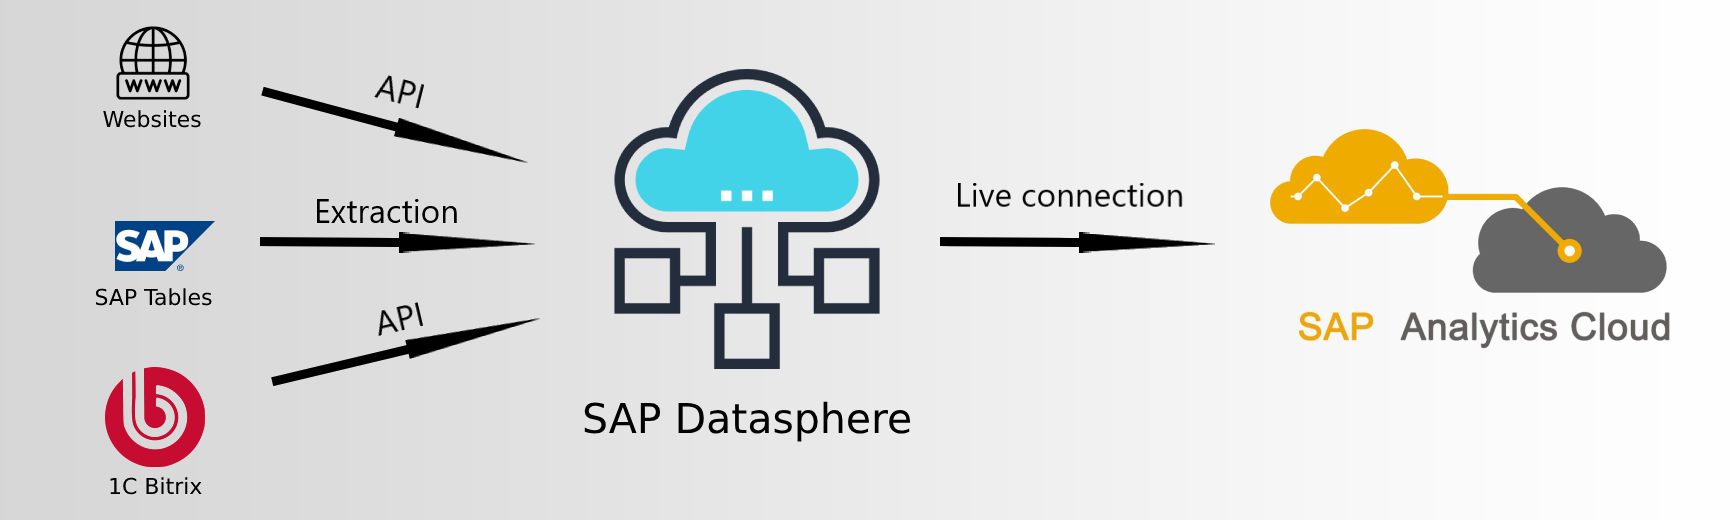 WWW
Websites
API
SAP
®
SAP Tables
Extraction
1C Bitrix
API
SAP Datasphere
Live connection
SAP Analytics Cloud